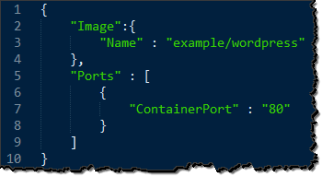 1 {
2     "Image":{
3         "Name" : "example/wordpress"
4     },
5     "Ports" : [
6         {
7             "ContainerPort" : "80"
8         }
9     ]
10 }